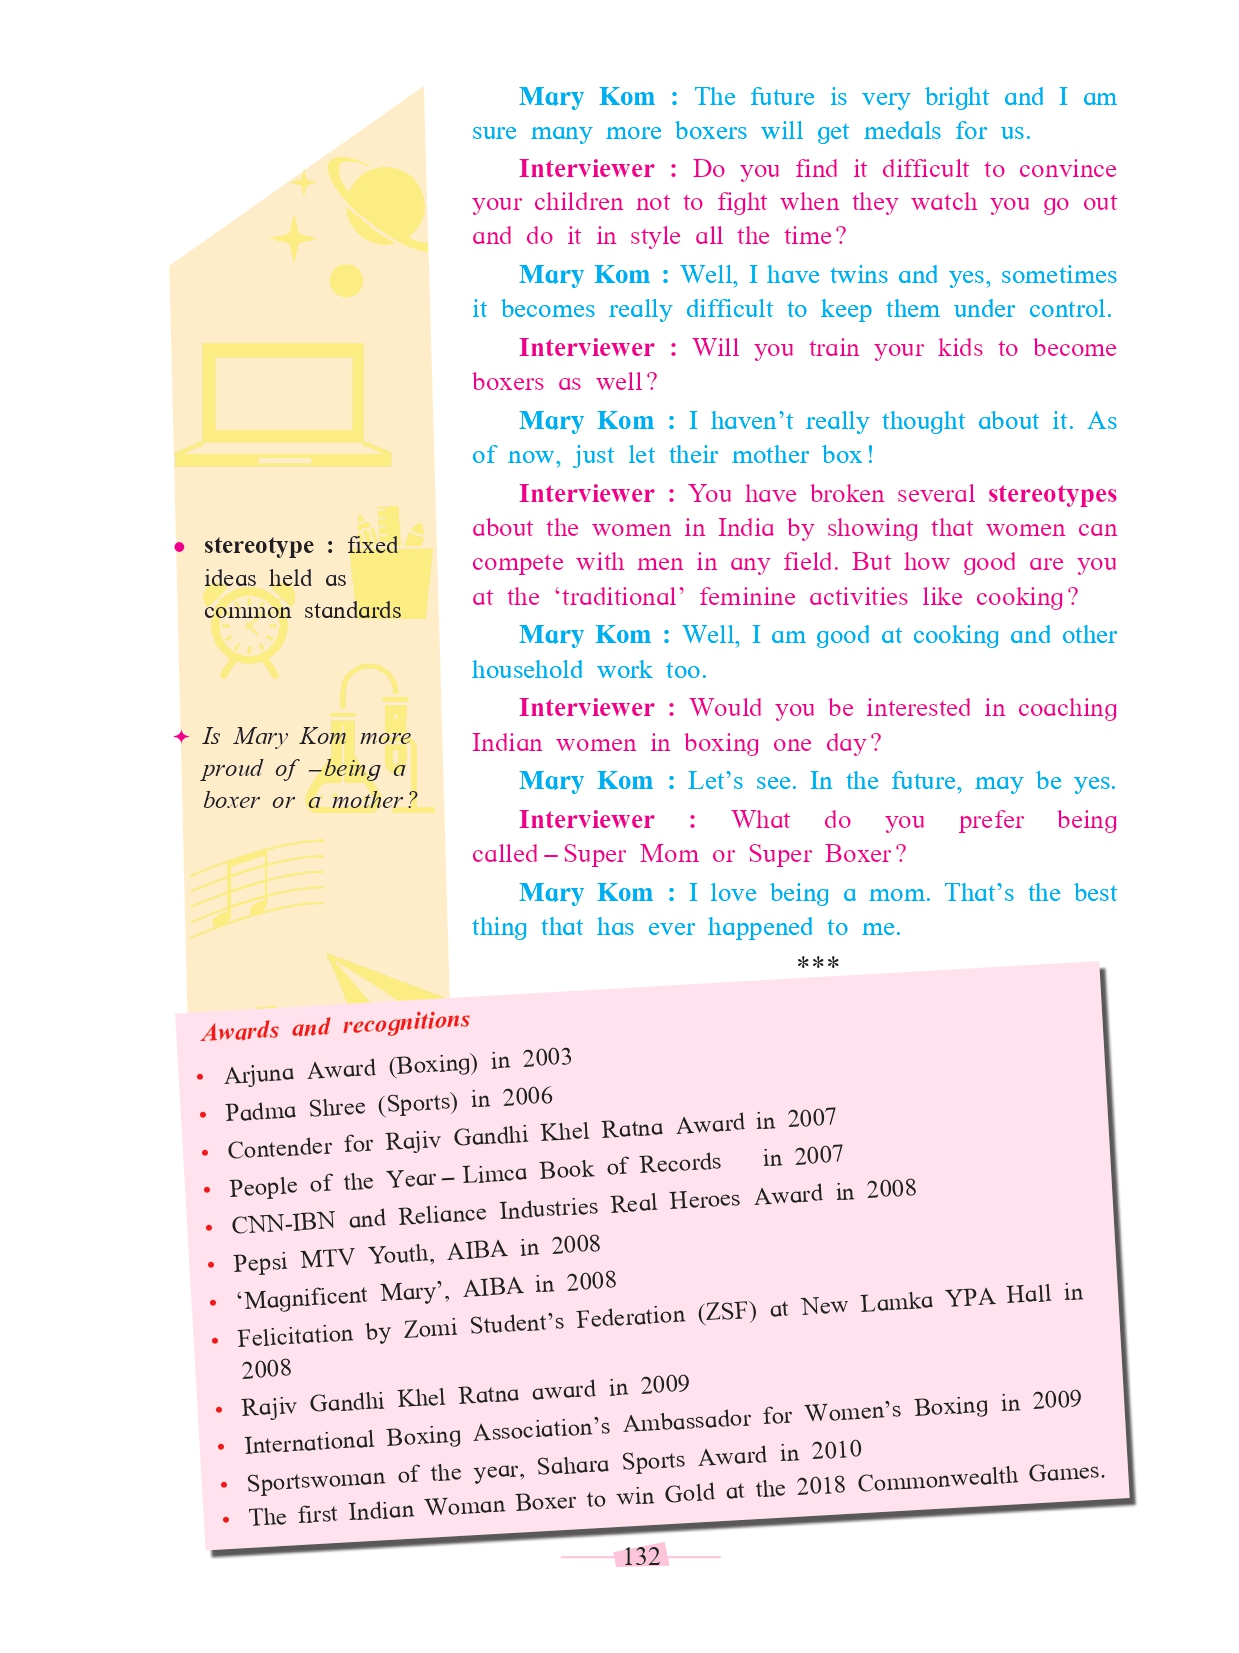 Mary Kom : The future is very bright and I am
sure many more boxers will get medals for us.
Interviewer : Do you find it difficult to convince
your children not to fight when they watch you go out
and do it in style all the time?
Mary Kom : Well, I have twins and yes, sometimes
it becomes really difficult to keep them under control.
Interviewer : Will you train your kids to become
boxers as well?
Mary Kom : I haven’t really thought about it. As
of now, just let their mother box!
Interviewer : You have broken several stereotypes
about the women in India by showing that women can
compete with men in any field. But how good are you
at the ‘traditional’ feminine activities like cooking?
Mary Kom : Well, I am good at cooking and other
household work too.
Interviewer : Would you be interested in coaching
Indian women in boxing one day?
Mary Kom : Let’s see. In the future, may be yes.
Interviewer : What do you prefer being
called – Super Mom or Super Boxer?
Mary Kom : I love being a mom. That’s the best
thing that has ever happened to me.
***
• stereotype : fixed
ideas held as
common standards
✦ Is Mary Kom more
proud of – being a
boxer or a mother?
Awards and recognitions
• Arjuna Award (Boxing) in 2003
• Padma Shree (Sports) in 2006
• Contender for Rajiv Gandhi Khel Ratna Award in 2007
• People of the Year – Limca Book of Records in 2007
• CNN-IBN and Reliance Industries Real Heroes Award in 2008
• Pepsi MTV Youth, AIBA in 2008
• ‘Magnificent Mary’, AIBA in 2008
• Felicitation by Zomi Student’s Federation (ZSF) at New Lamka YPA Hall in
2008
• Rajiv Gandhi Khel Ratna award in 2009
• International Boxing Association’s Ambassador for Women’s Boxing in 2009
• Sportswoman of the year, Sahara Sports Award in 2010
• The first Indian Woman Boxer to win Gold at the 2018 Commonwealth Games.
132